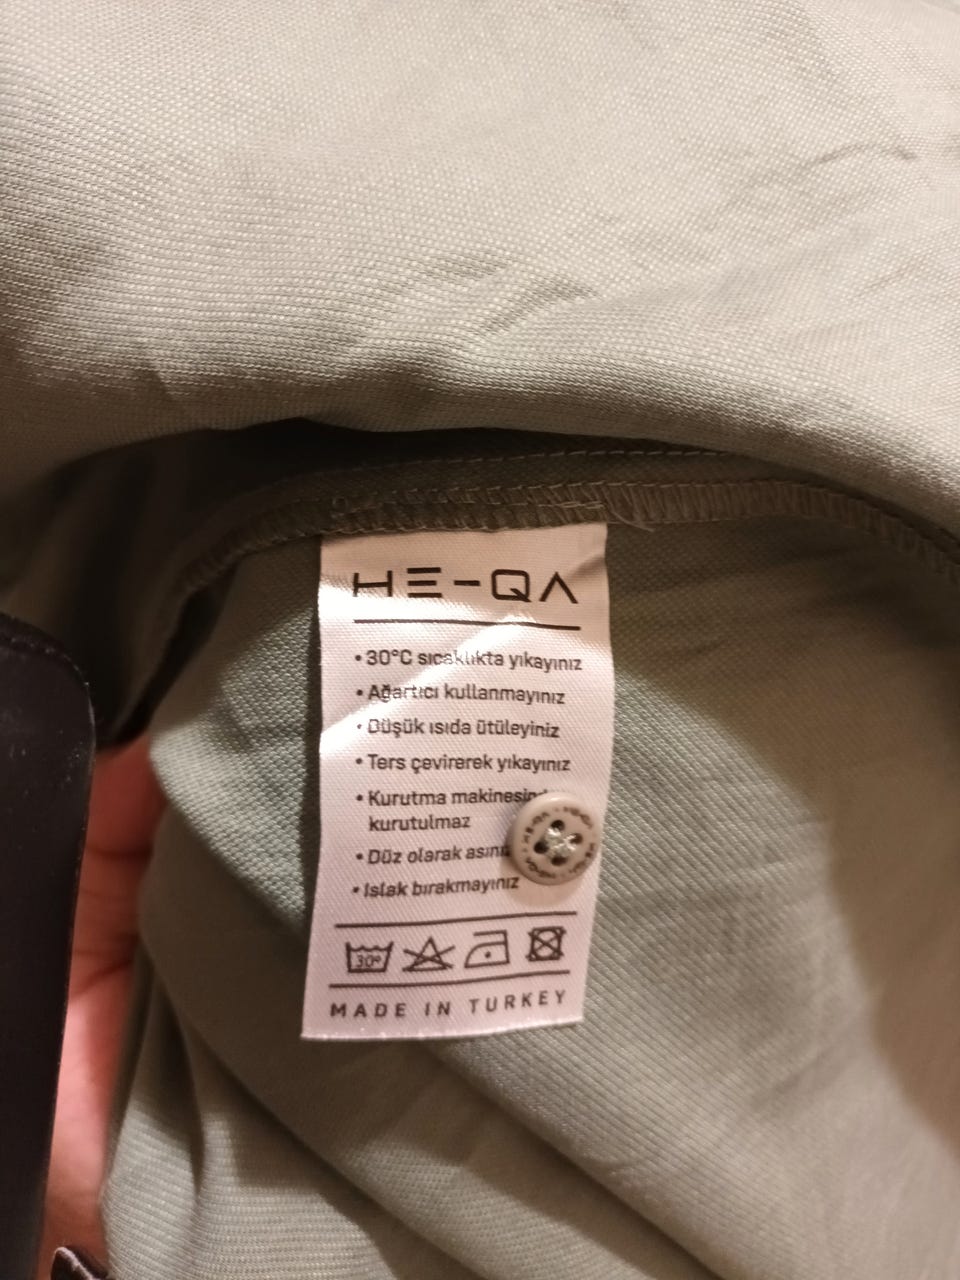 HE-QA
• 30°C sıcaklıkta yıkayınız
• Ağartıcı kullanmayınız
• Düşük ısıda ütüleyiniz
• Ters çevirerek yıkayınız
• Kurutma
kurutulmaz
• Düz olarak
• Islak bırakmayınız
30°
MADE IN TURKEY